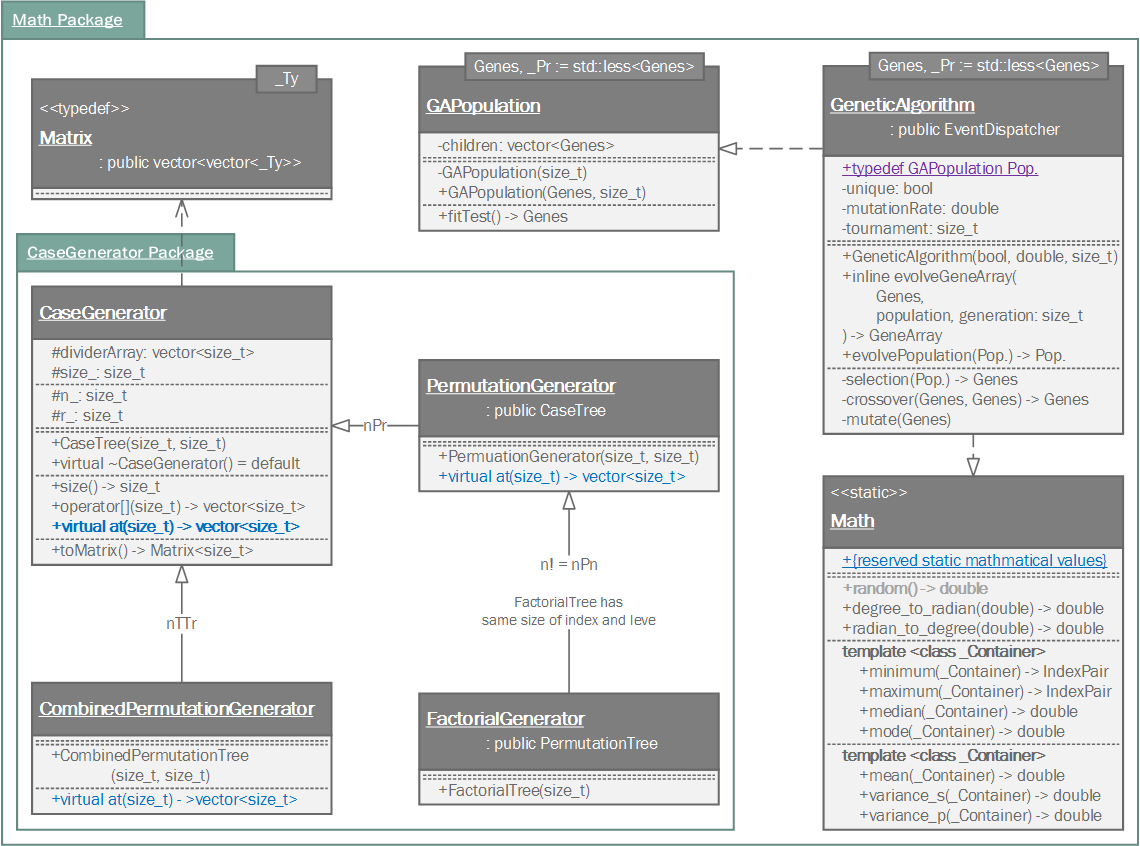 Math Package
_Ty
<<typedef>>
Matrix
: public vector<vector<_Ty>>
Genes, _Pr := std::less<Genes>
GAPopulation
-children: vector<Genes>
-GAPopulation(size_t)
+GAPopulation(Genes, size_t)
+fitTest() -> Genes
Genes, _Pr := std::less<Genes>
GeneticAlgorithm
: public EventDispatcher
+typedef GAPopulation Pop.
-unique: bool
-mutationRate: double
-tournament: size_t
+GeneticAlgorithm(bool, double, size_t)
+inline evolveGeneArray(
Genes,
population, generation: size_t
) -> GeneArray
+evolvePopulation(Pop.) -> Pop.
-selection(Pop.) -> Genes
-crossover(Genes, Genes) -> Genes
-mutate(Genes)
CaseGenerator Package
CaseGenerator
#dividerArray: vector<size_t>
#size_: size_t
#n_: size_t
#r_: size_t
+CaseTree(size_t, size_t)
+virtual ~CaseGenerator() = default
+size() -> size_t
+operator[](size_t) -> vector<size_t>
+virtual at(size_t) -> vector<size_t>
+toMatrix() -> Matrix<size_t>
nPr
PermutationGenerator
: public CaseTree
+PermuationGenerator(size_t, size_t)
+virtual at(size_t) -> vector<size_t>
n! = nPn
FactorialTree has
same size of index and leve
nTTr
CombinedPermutationGenerator
+CombinedPermutationTree
(size_t, size_t)
+virtual at(size_t) - >vector<size_t>
FactorialGenerator
: public PermutationTree
+FactorialTree(size_t)
<<static>>
Math
+{reserved static mathmatical values}
+random() -> double
+degree_to_radian(double) -> double
+radian_to_degree(double) -> double
template <class _Container>
+minimum(_Container) -> IndexPair
+maximum(_Container) -> IndexPair
+median(_Container) -> double
+mode(_Container) -> double
template <class _Container>
+mean(_Container) -> double
+variance_s(_Container) -> double
+variance_p(_Container) -> double